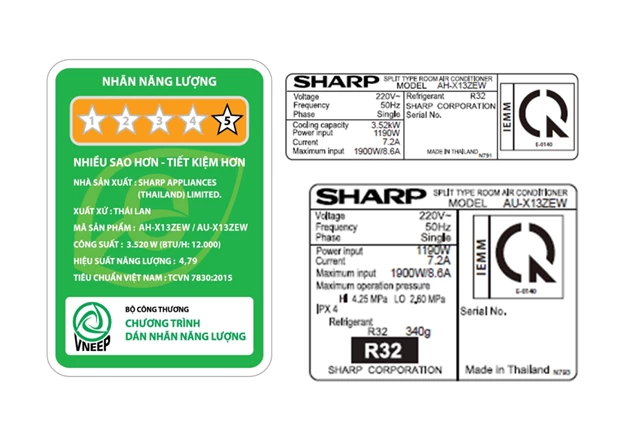 NHÃN NĂNG LƯỢNG
1 2 3 4 5
NHIỀU SAO HƠN - TIẾT KIỆM HƠN
NHÀ SẢN XUẤT : SHARP APPLIANCES
(THAILAND) LIMITED.
XUẤT XỨ : THÁI LAN
MÃ SẢN PHẨM : AH-X13ZEW / AU-X13ZEW
CÔNG SUẤT : 3.520 W (BTU/H: 12.000)
HIỆU SUẤT NĂNG LƯỢNG : 4,79
TIÊU CHUẨN VIỆT NAM : TCVN 7830:2015
VNEEP
BỘ CÔNG THƯƠNG
CHƯƠNG TRÌNH
DÁN NHÃN NĂNG LƯỢNG
SHARP SPLIT TYPE ROOM AIR CONDITIONER
MODEL AH-X13ZEW
Voltage 220V~
Frequency 50Hz
Phase Single
Cooling capacity 3.52kW
Power input 1190W
Current 7.2A
Maximum input 1900W/8.6A
Refrigerant R32
SHARP CORPORATION
Serial No.
MADE IN THAILAND N791
IEMM
E-0140
SHARP SPLIT TYPE ROOM AIR CONDITIONER
MODEL AU-X13ZEW
Voltage 220V~
Frequency 50Hz
Phase Single
Power input 1190W
Current 7.2A
Maximum input 1900W/8.6A
Maximum operation pressure
HI 4.25 MPa LO 2.60 MPa
IPX4
Refrigerant
R32 340g
R32
SHARP CORPORATION
IEMM
E-0140
Serial No.
Made in Thailand N793